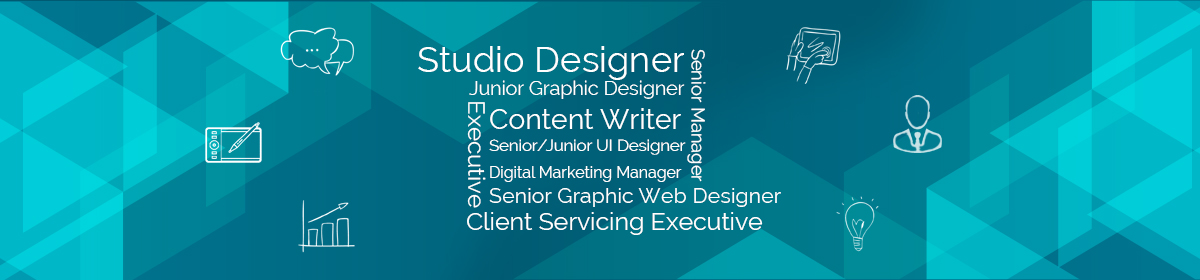 Studio Designer
Senior Manager
Junior Graphic Designer
Executive
Content Writer
Senior/Junior UI Designer
Digital Marketing Manager
Senior Graphic Web Designer
Client Servicing Executive